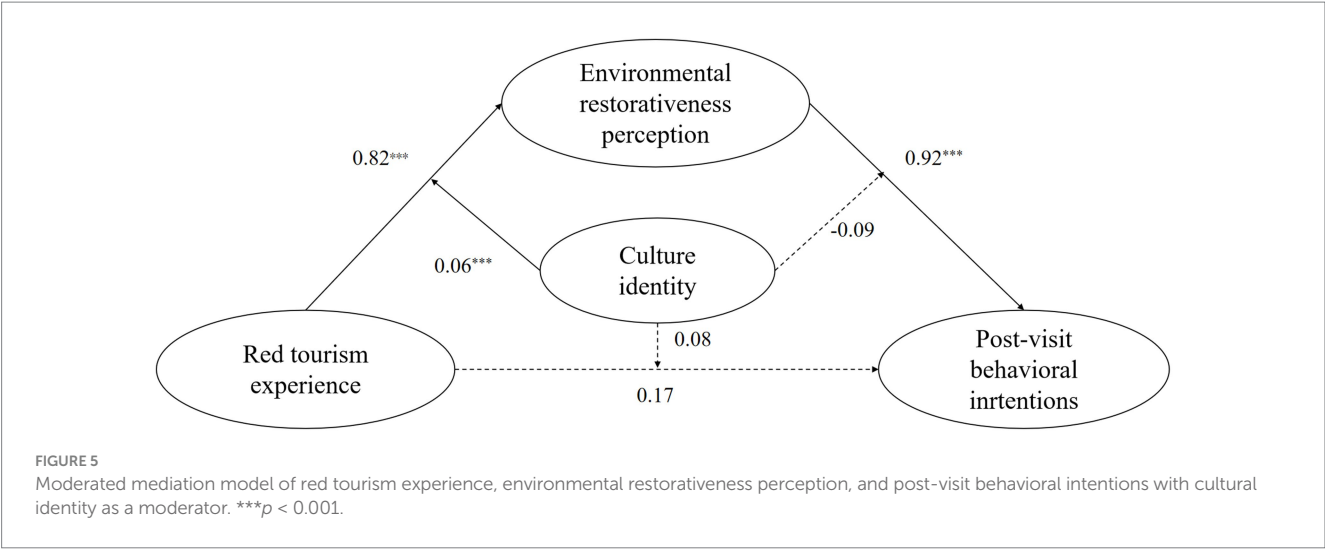 Environmental
restorativeness
perception
0.82***
0.92***
Culture
identity
-0.09
0.06***
0.08
Red tourism
experience
0.17
Post-visit
behavioral
inrtentions
FIGURE 5
Moderated mediation model of red tourism experience, environmental restorativeness perception, and post-visit behavioral intentions with cultural
identity as a moderator. ***p < 0.001.